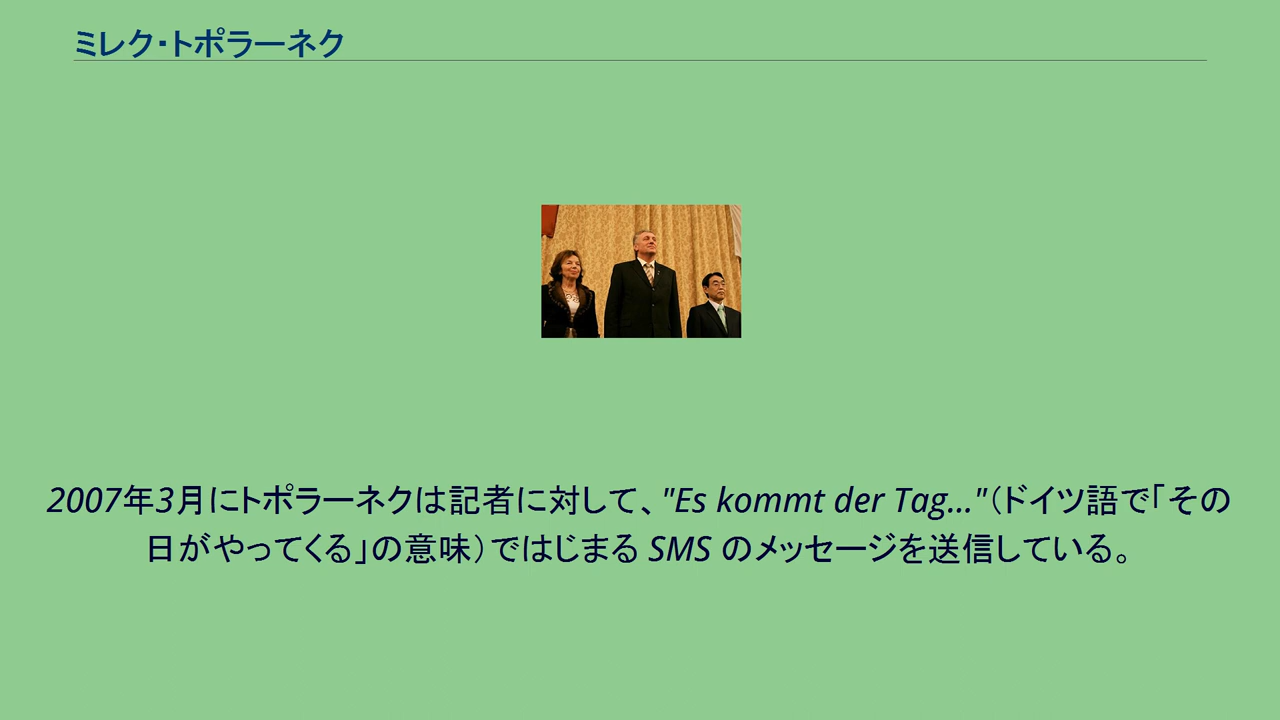 ミレク・トポラーネク
2007年3月にトポラーネクは記者に対して、"Es kommt der Tag..."（ドイツ語で「その
日がやってくる」の意味）ではじまる SMS のメッセージを送信している。